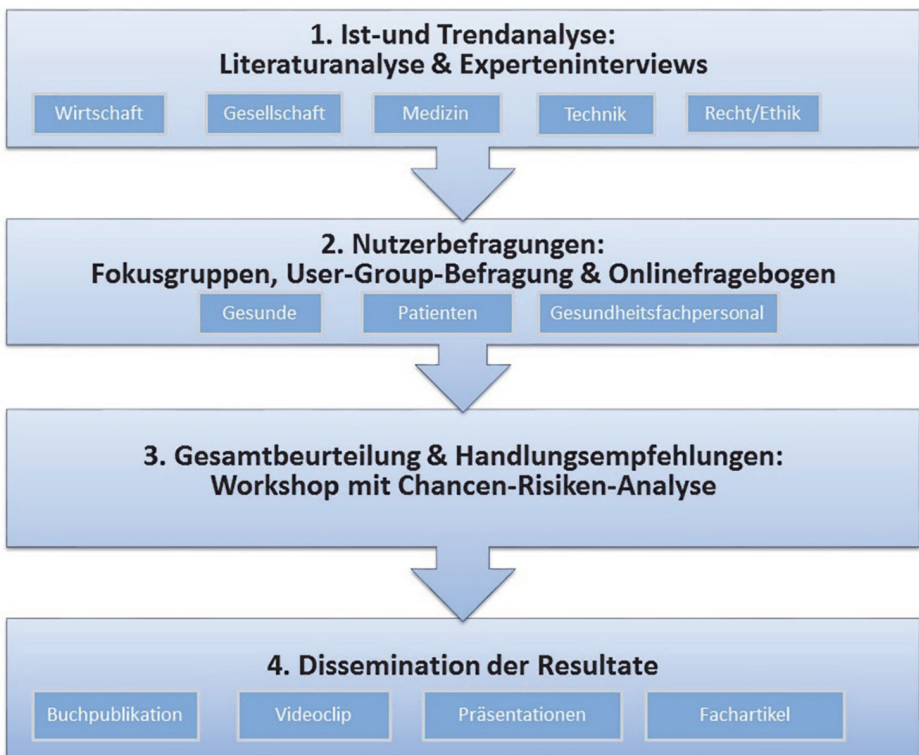 1. Ist-und Trendanalyse:
Literaturanalyse & Experteninterviews
Wirtschaft
Gesellschaft
Medizin
Technik
Recht/Ethik
2. Nutzerbefragungen:
Fokusgruppen, User-Group-Befragung & Onlinefragebogen
Gesunde
Patienten
Gesundheitsfachpersonal
3. Gesamtbeurteilung & Handlungsempfehlungen:
Workshop mit Chancen-Risiken-Analyse
4. Dissemination der Resultate
Buchpublikation
Videoclip
Präsentationen
Fachartikel